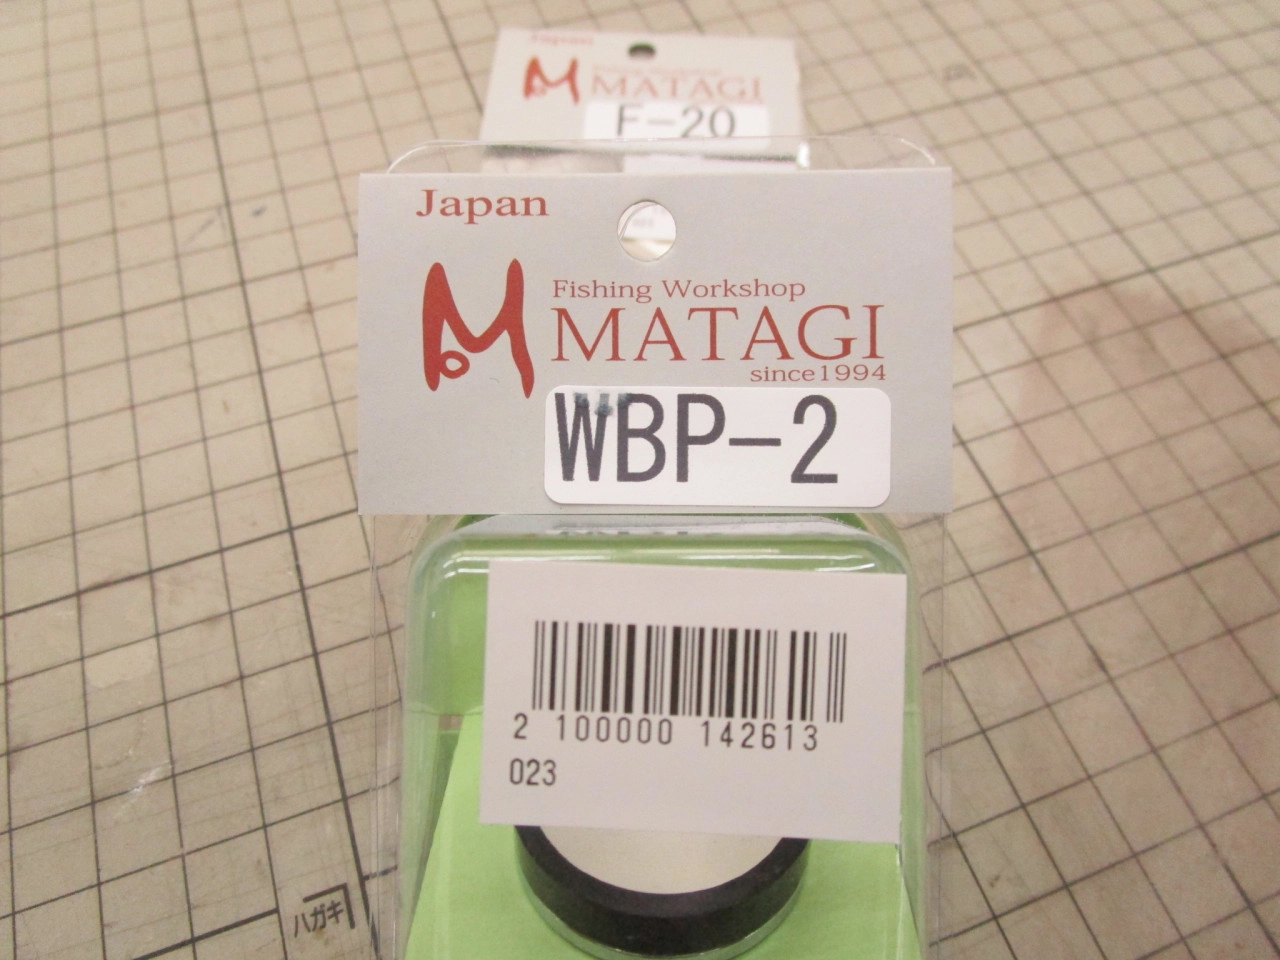 Japan
MATAGI
F-20
Japan
Fishing Workshop
MATAGI
since1994
WBP-2
2 100000 142613
023
ハガキ